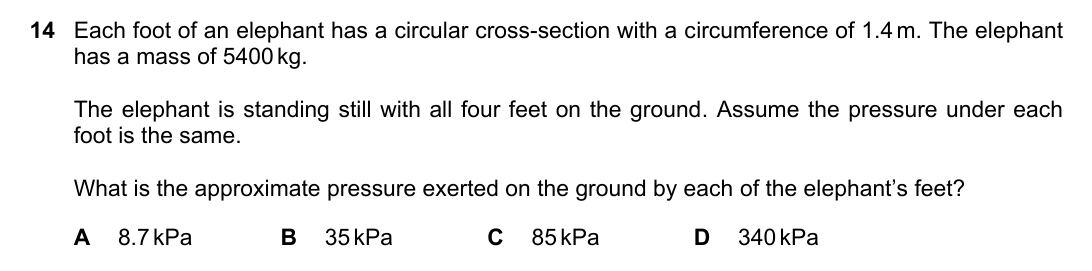 14 Each foot of an elephant has a circular cross-section with a circumference of 1.4 m. The elephant
has a mass of 5400 kg.
The elephant is standing still with all four feet on the ground. Assume the pressure under each
foot is the same.
What is the approximate pressure exerted on the ground by each of the elephant’s feet?
A 8.7 kPa B 35 kPa C 85 kPa D 340 kPa